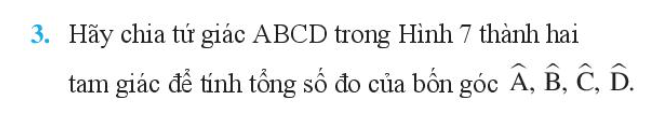 3. Hãy chia tứ giác ABCD trong Hình 7 thành hai
tam giác để tính tổng số đo của bốn góc Â, B̂, Ĉ, D̂.